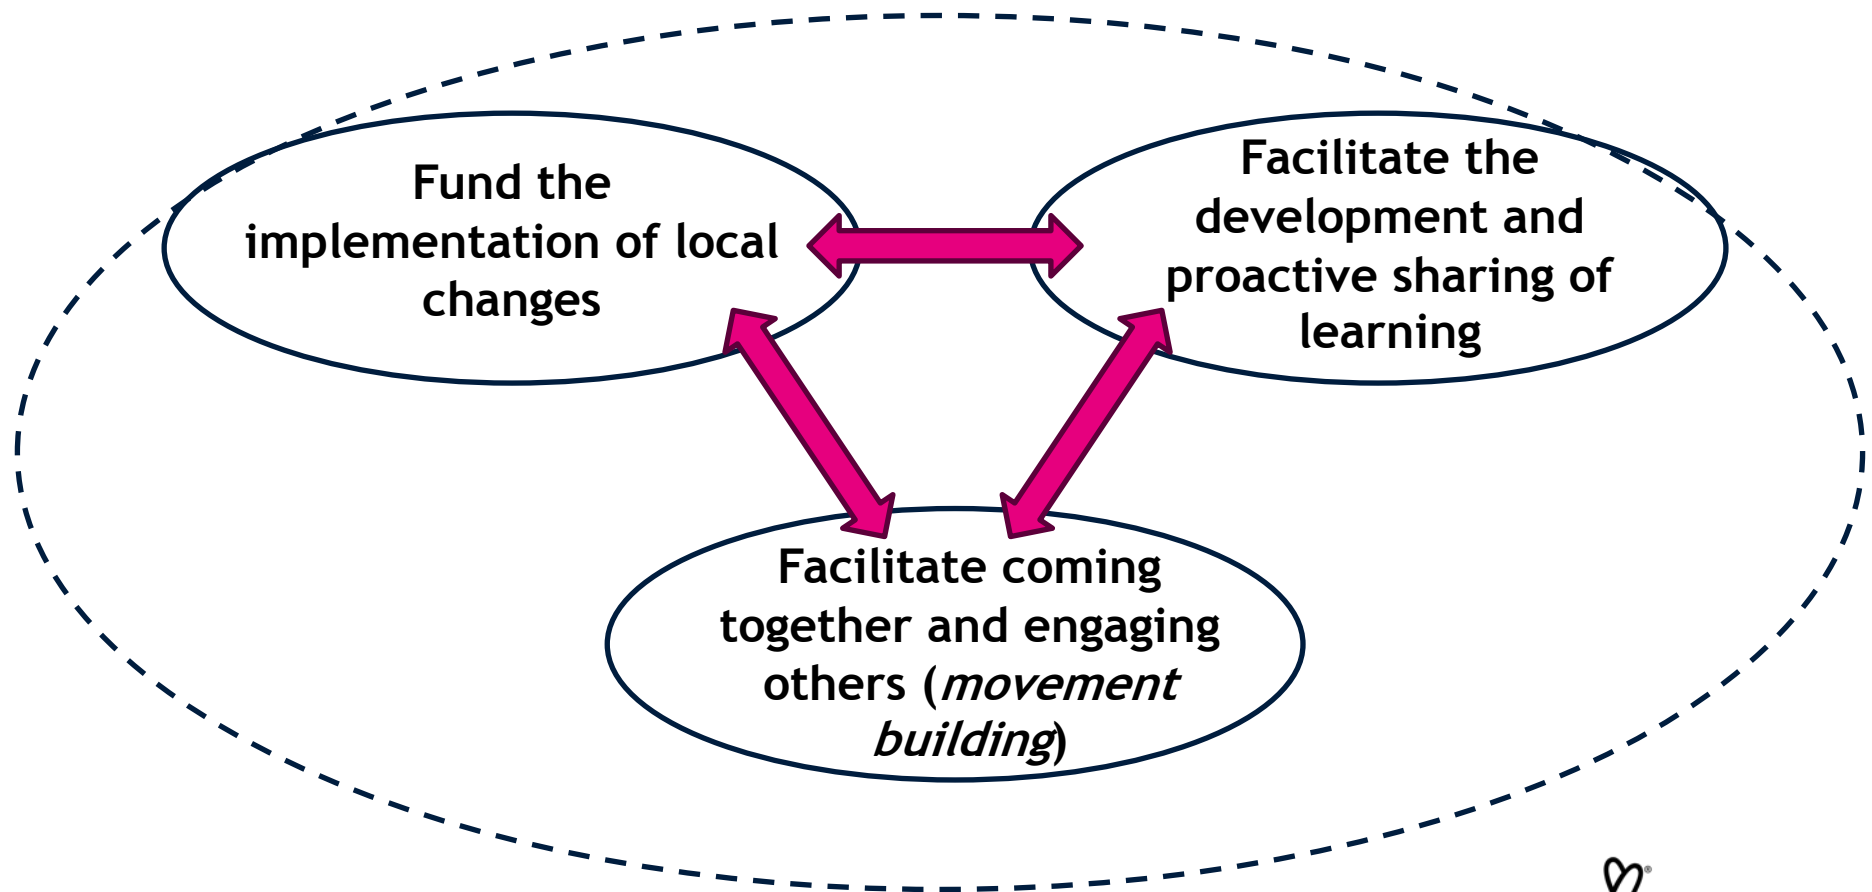 Fund the
implementation of local
changes
Facilitate the
development and
proactive sharing of
learning
Facilitate coming
together and engaging
others (movement
building)
®